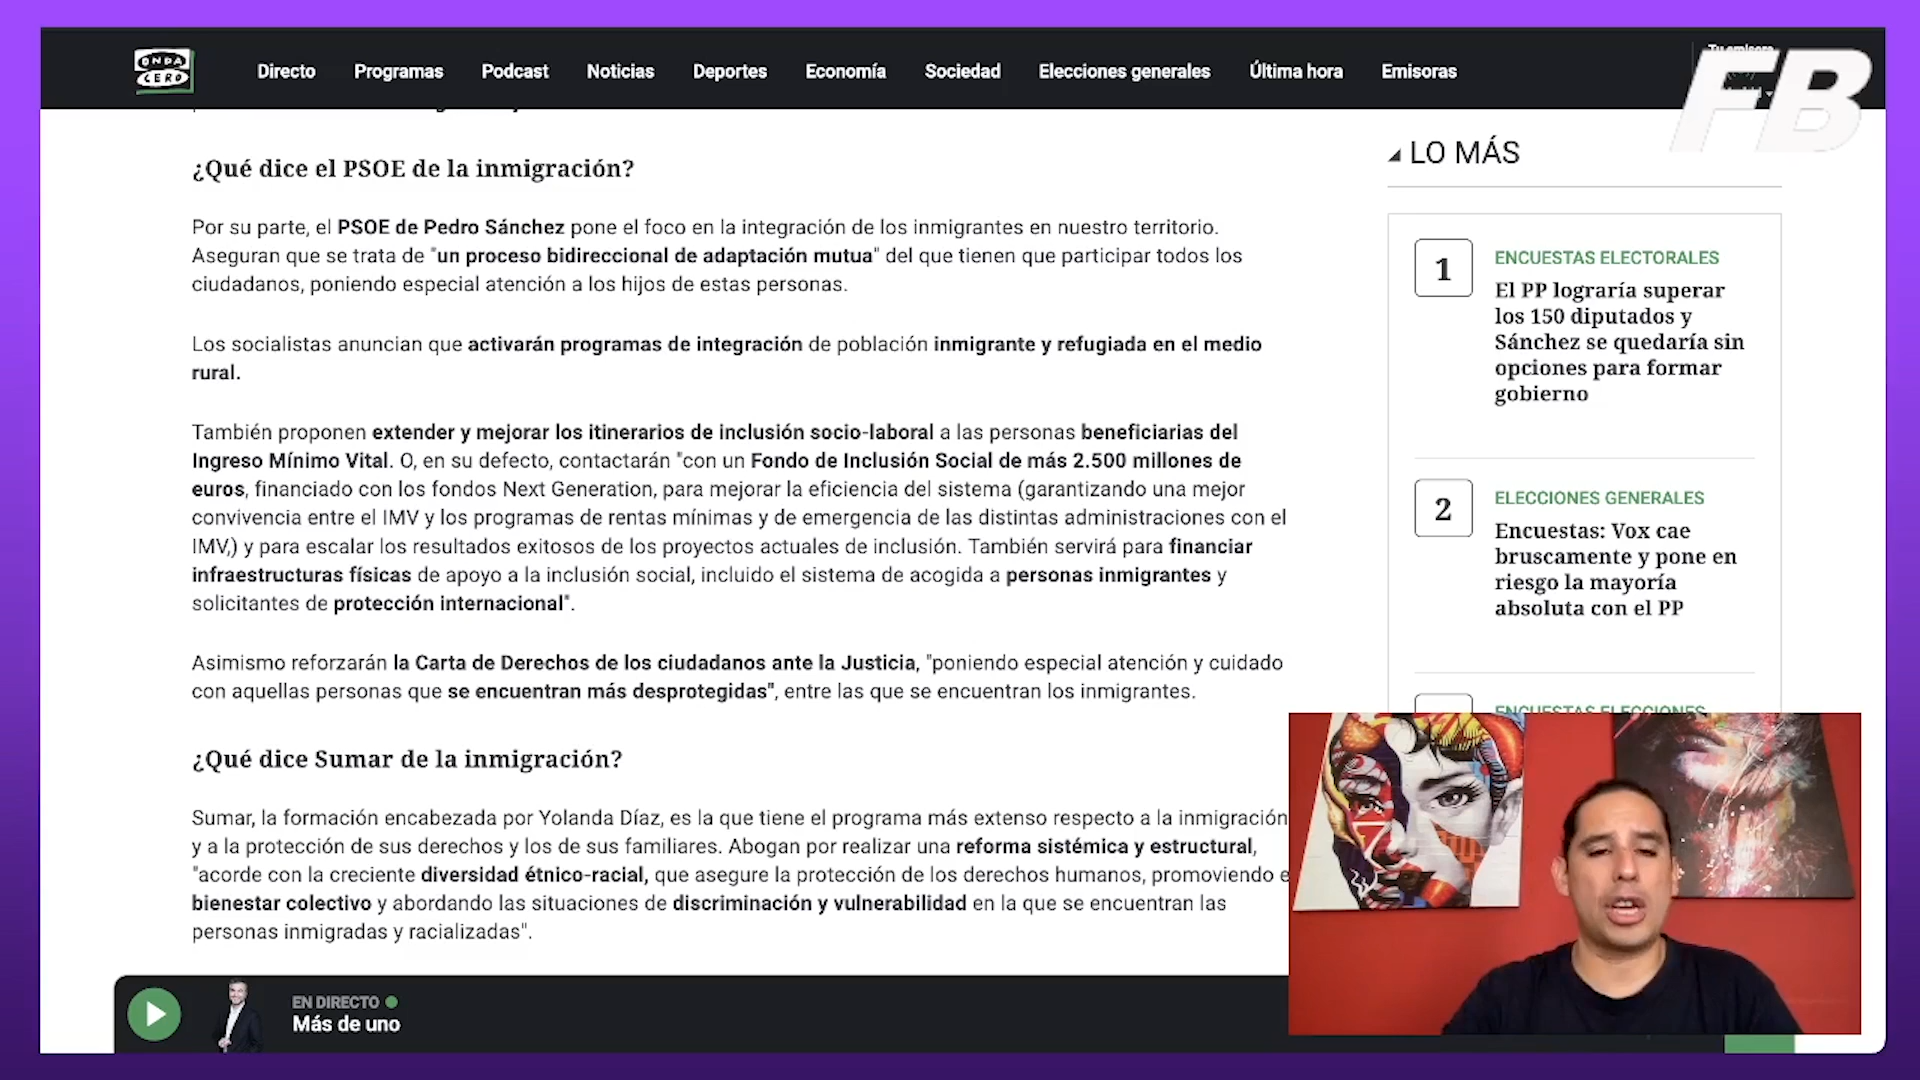 ONDA
CERO
Directo
Programas
Podcast
Noticias
Deportes
Economía
Sociedad
Elecciones generales
Última hora
Emisoras
Tu emisora
FB
¿Qué dice el PSOE de la inmigración?
Por su parte, el PSOE de Pedro Sánchez pone el foco en la integración de los inmigrantes en nuestro territorio.
Aseguran que se trata de "un proceso bidireccional de adaptación mutua" del que tienen que participar todos los
ciudadanos, poniendo especial atención a los hijos de estas personas.
Los socialistas anuncian que activarán programas de integración de población inmigrante y refugiada en el medio
rural.
También proponen extender y mejorar los itinerarios de inclusión socio-laboral a las personas beneficiarias del
Ingreso Mínimo Vital. O, en su defecto, contactarán "con un Fondo de Inclusión Social de más 2.500 millones de
euros, financiado con los fondos Next Generation, para mejorar la eficiencia del sistema (garantizando una mejor
convivencia entre el IMV y los programas de rentas mínimas y de emergencia de las distintas administraciones con el
IMV,) y para escalar los resultados exitosos de los proyectos actuales de inclusión. También servirá para financiar
infraestructuras físicas de apoyo a la inclusión social, incluido el sistema de acogida a personas inmigrantes y
solicitantes de protección internacional".
Asimismo reforzarán la Carta de Derechos de los ciudadanos ante la Justicia, "poniendo especial atención y cuidado
con aquellas personas que se encuentran más desprotegidas", entre las que se encuentran los inmigrantes.
¿Qué dice Sumar de la inmigración?
Sumar, la formación encabezada por Yolanda Díaz, es la que tiene el programa más extenso respecto a la inmigración
y a la protección de sus derechos y los de sus familiares. Abogan por realizar una reforma sistémica y estructural,
"acorde con la creciente diversidad étnico-racial, que asegure la protección de los derechos humanos, promoviendo e
bienestar colectivo y abordando las situaciones de discriminación y vulnerabilidad en la que se encuentran las
personas inmigradas y racializadas".
LO MÁS
1
ENCUESTAS ELECTORALES
El PP lograría superar
los 150 diputados y
Sánchez se quedaría sin
opciones para formar
gobierno
2
ELECCIONES GENERALES
Encuestas: Vox cae
bruscamente y pone en
riesgo la mayoría
absoluta con el PP
ENCUESTAS ELECCIONES
EN DIRECTO
Más de uno